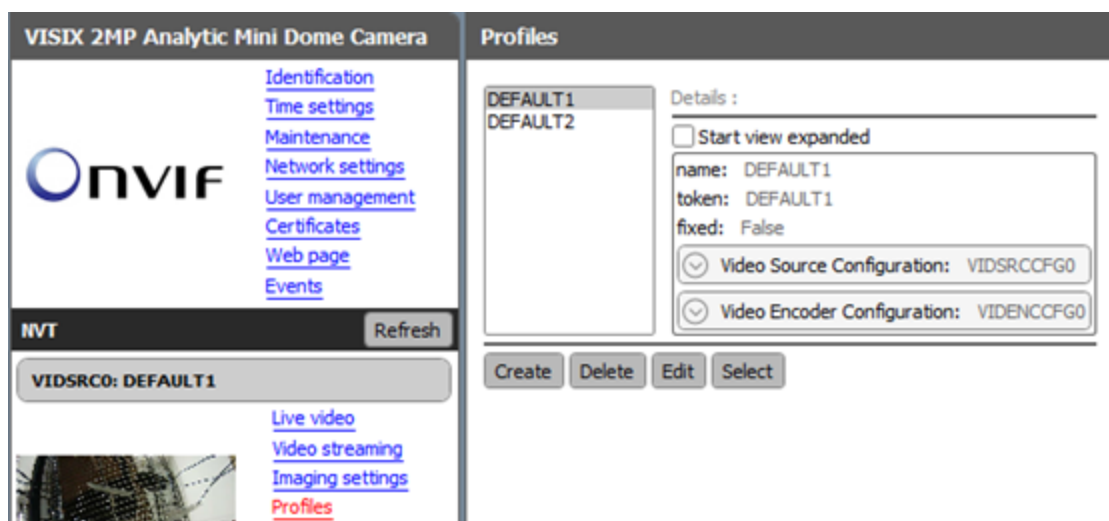 VISIX 2MP Analytic Mini Dome Camera
ONVIF
Identification
Time settings
Maintenance
Network settings
User management
Certificates
Web page
Events
NVT
Refresh
VIDSRC0: DEFAULT1
Live video
Video streaming
Imaging settings
Profiles
Profiles
DEFAULT1
DEFAULT2
Details :
Start view expanded
name: DEFAULT1
token: DEFAULT1
fixed: False
Video Source Configuration: VIDSRCCFG0
Video Encoder Configuration: VIDENCCFG0
Create Delete Edit Select